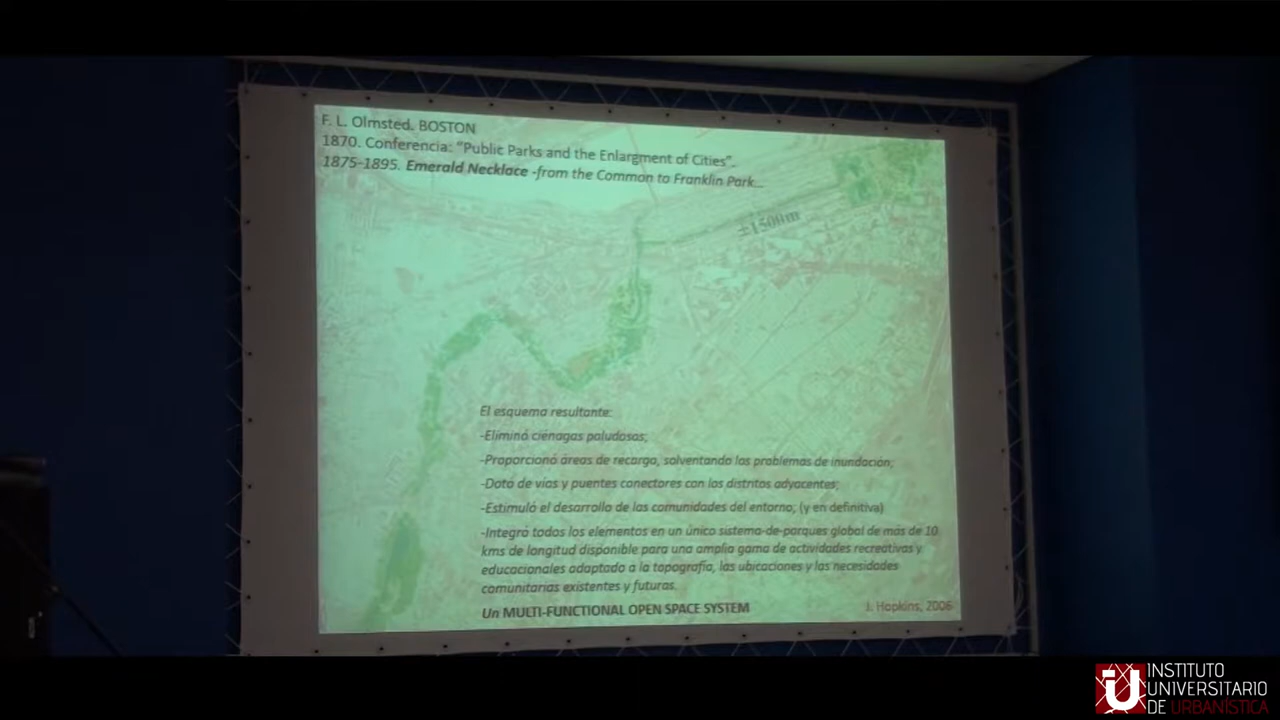 F. L. Olmsted. BOSTON
1870. Conferencia: "Public Parks and the Enlargment of Cities".
1875-1895. Emerald Necklace -from the Common to Franklin Park...
±1500m
El esquema resultante:
-Eliminó ciénagas paludosas;
-Proporcionó áreas de recarga, solventando los problemas de inundación;
-Dota de vías y puentes conectores con los distritos adyacentes;
-Estimuló el desarrollo de las comunidades del entorno; (y en definitiva)
-Integró todos los elementos en un único sistema-de-parques global de más de 10
kms de longitud disponible para una amplia gama de actividades recreativas y
educacionales adaptado a la topografía, las ubicaciones y las necesidades
comunitarias existentes y futuras.
Un MULTI-FUNCTIONAL OPEN SPACE SYSTEM
J. Hopkins, 2006
INSTITUTO
UNIVERSITARIO
DE URBANÍSTICA